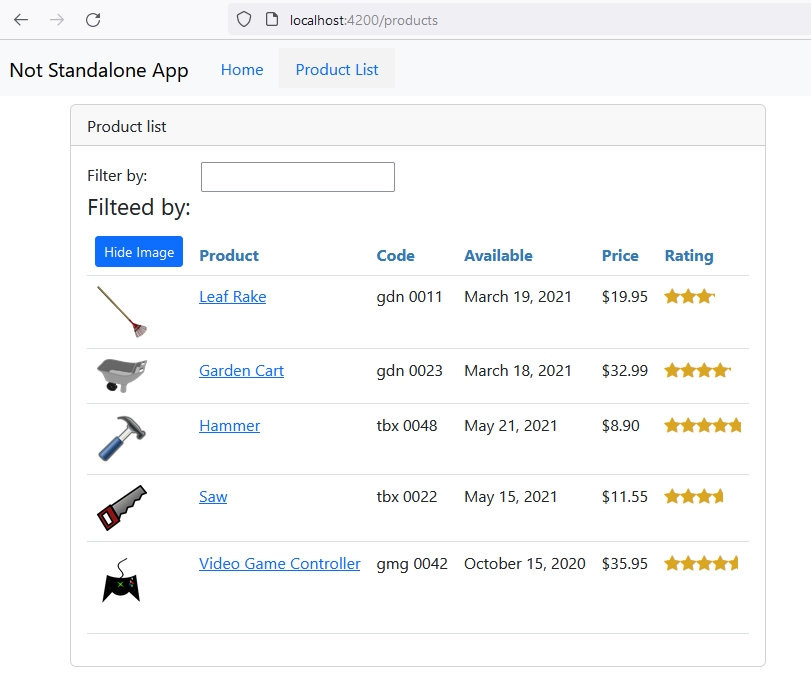 localhost:4200/products
Not Standalone App Home Product List
Product list
Filter by:
Filteed by:
Hide Image Product Code Available Price Rating
Leaf Rake gdn 0011 March 19, 2021 $19.95
Garden Cart gdn 0023 March 18, 2021 $32.99
Hammer tbx 0048 May 21, 2021 $8.90
Saw tbx 0022 May 15, 2021 $11.55
Video Game Controller gmg 0042 October 15, 2020 $35.95